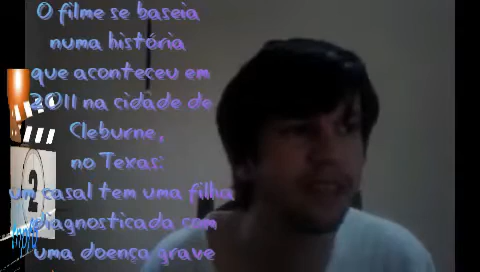 O filme se baseia
numa história
que aconteceu em
2011 na cidade de
Cleburne,
no Texas:
um casal tem uma filha
diagnosticada com
uma doença grave
2